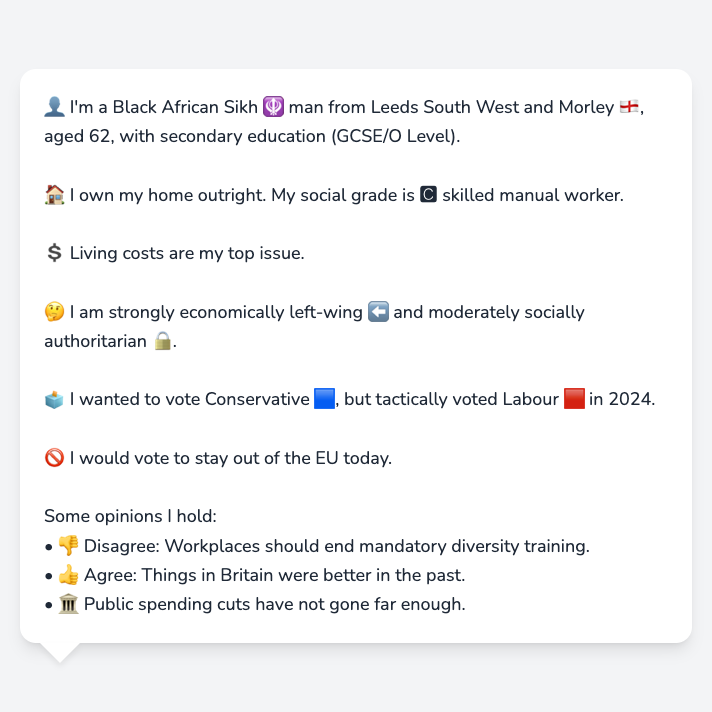 👤 I'm a Black African Sikh 🪯 man from Leeds South West and Morley 🏴󠁧󠁢󠁥󠁮󠁧󠁿,
aged 62, with secondary education (GCSE/O Level).
🏠 I own my home outright. My social grade is 🅲 skilled manual worker.
💲 Living costs are my top issue.
🤔 I am strongly economically left-wing ⬅️ and moderately socially
authoritarian 🔒.
🗳️ I wanted to vote Conservative 🟦, but tactically voted Labour 🟥 in 2024.
🚫 I would vote to stay out of the EU today.
Some opinions I hold:
• 👎 Disagree: Workplaces should end mandatory diversity training.
• 👍 Agree: Things in Britain were better in the past.
• 🏛️ Public spending cuts have not gone far enough.